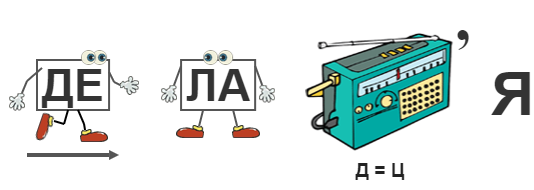 ДЕ ЛА , Я
Д = Ц